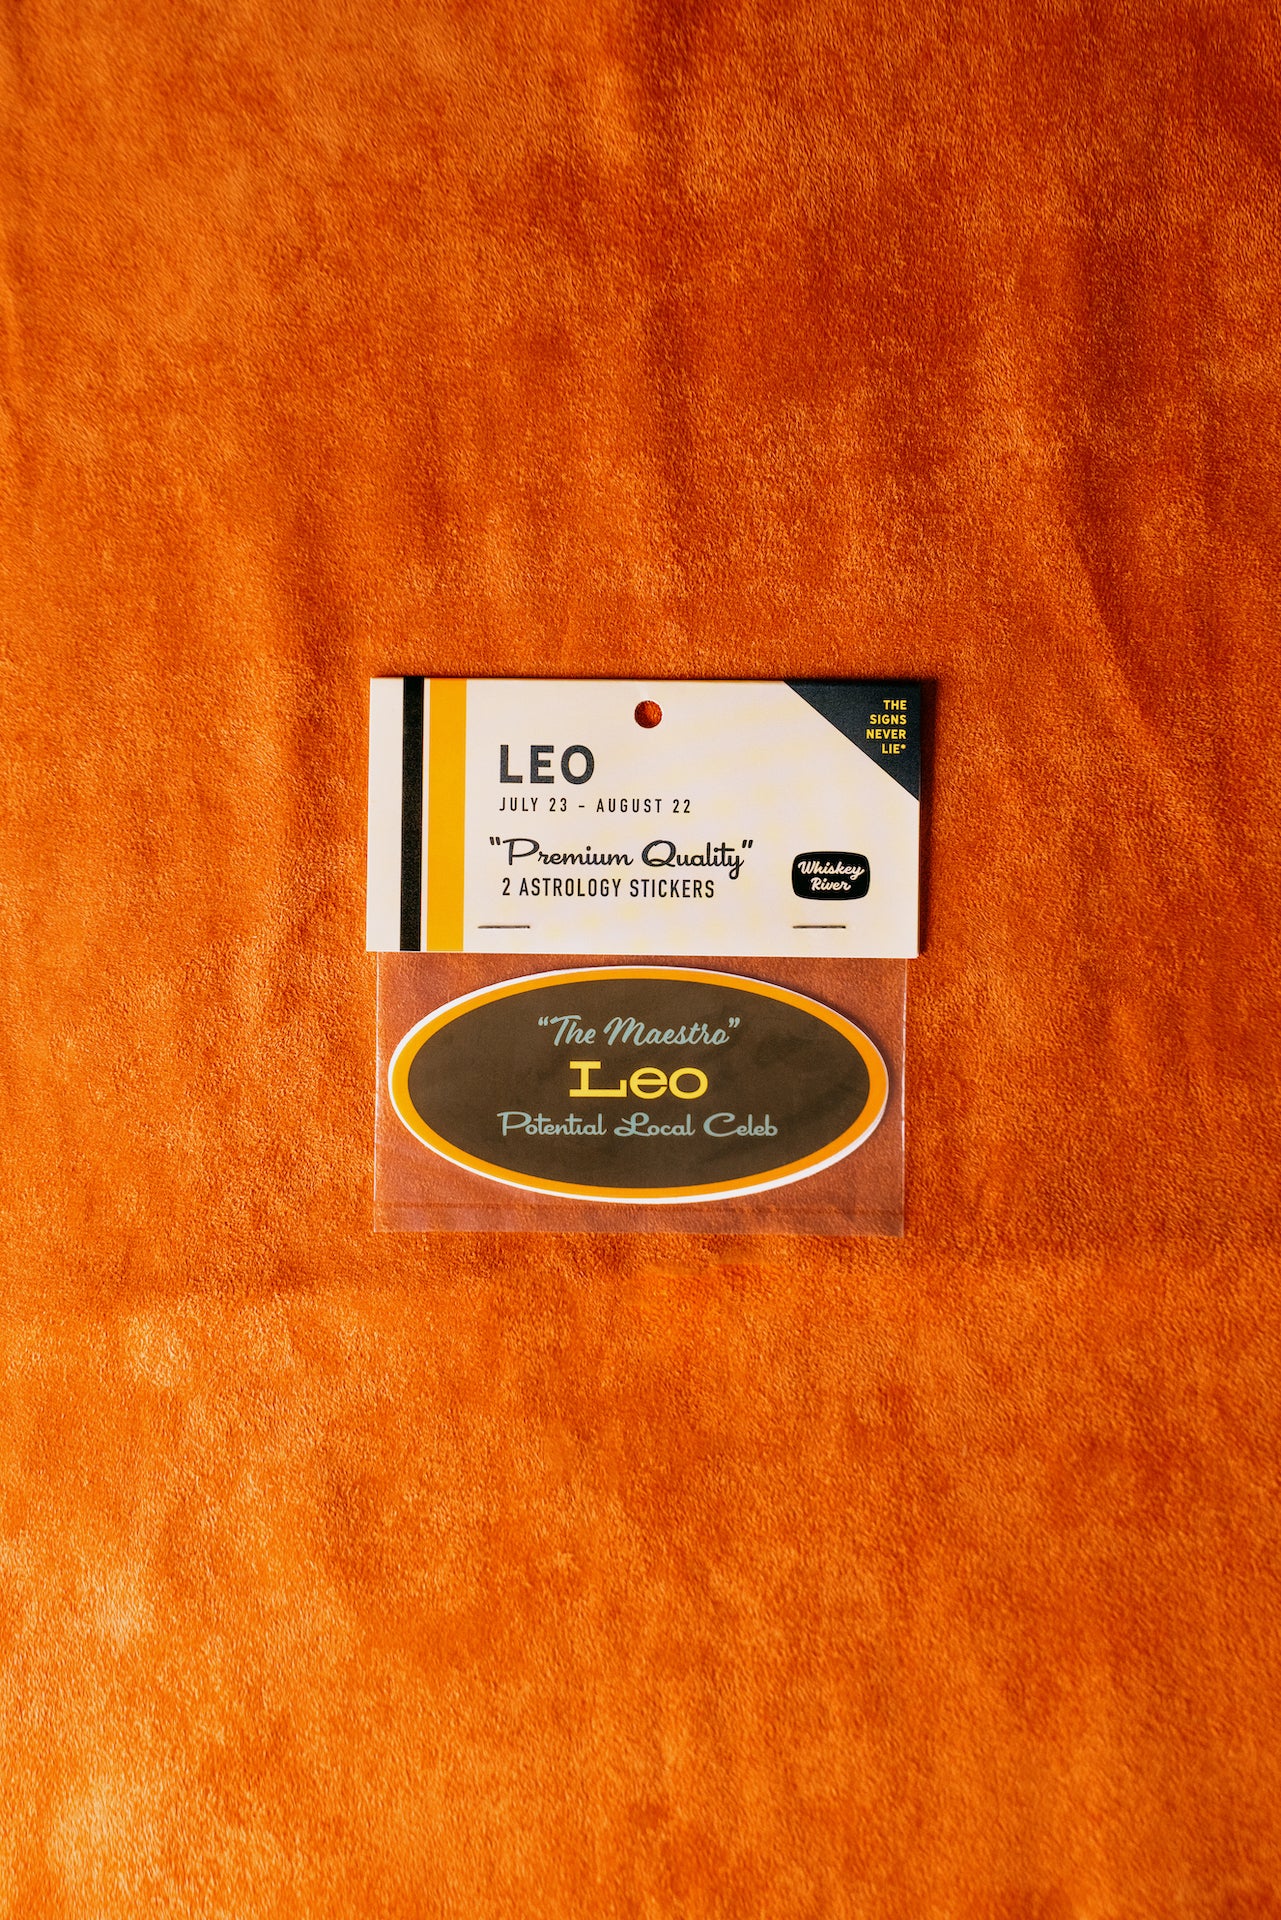 THE
SIGNS
NEVER
LIE*
LEO
JULY 23 - AUGUST 22
"Premium Quality"
2 ASTROLOGY STICKERS
Whiskey
River
"The Maestro"
Leo
Potential Local Celeb